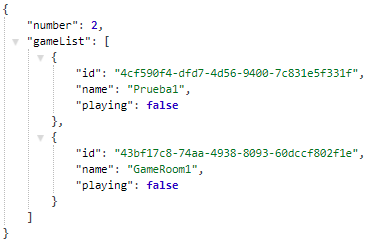 {
"number": 2,
"gameList": [
{
"id": "4cf590f4-dfd7-4d56-9400-7c831e5f331f",
"name": "Prueba1",
"playing": false
},
{
"id": "43bf17c8-74aa-4938-8093-60dccf802f1e",
"name": "GameRoom1",
"playing": false
}
]
}